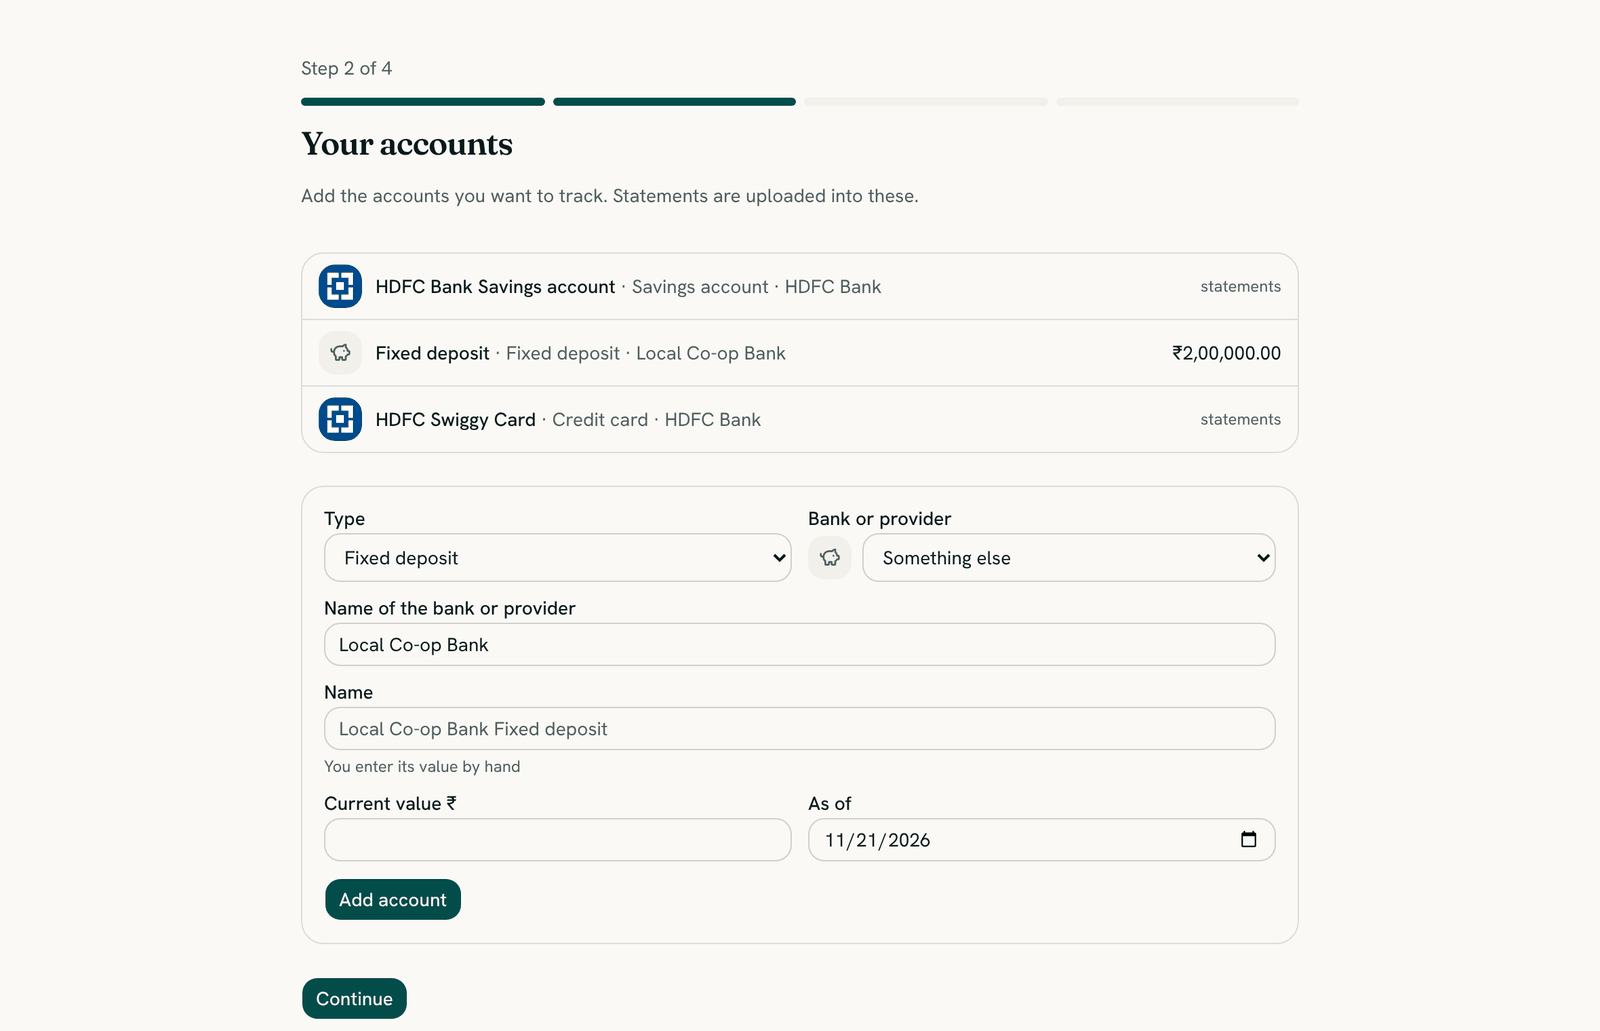 Step 2 of 4
Your accounts
Add the accounts you want to track. Statements are uploaded into these.
HDFC Bank Savings account · Savings account · HDFC Bank statements
Fixed deposit · Fixed deposit · Local Co-op Bank ₹2,00,000.00
HDFC Swiggy Card · Credit card · HDFC Bank statements
Type Bank or provider
Fixed deposit Something else
Name of the bank or provider
Local Co-op Bank
Name
Local Co-op Bank Fixed deposit
You enter its value by hand
Current value ₹ As of
11/21/2026
Add account
Continue